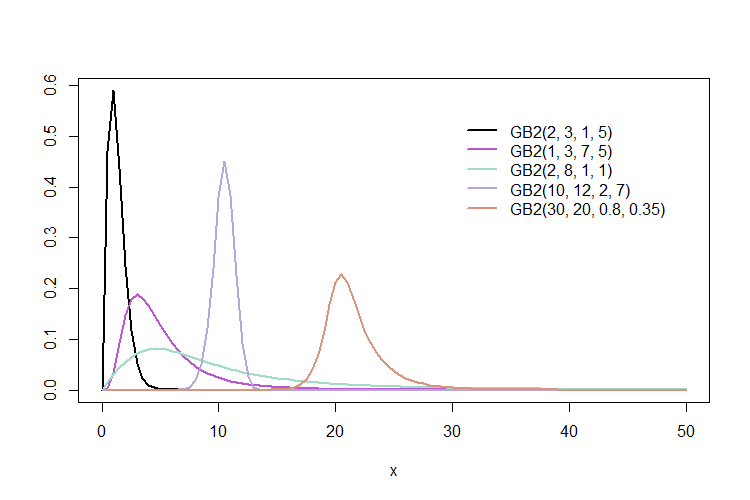 0.6
0.5
0.4
0.3
0.2
0.1
0.0
GB2(2, 3, 1, 5)
GB2(1, 3, 7, 5)
GB2(2, 8, 1, 1)
GB2(10, 12, 2, 7)
GB2(30, 20, 0.8, 0.35)
0 10 20 30 40 50
x